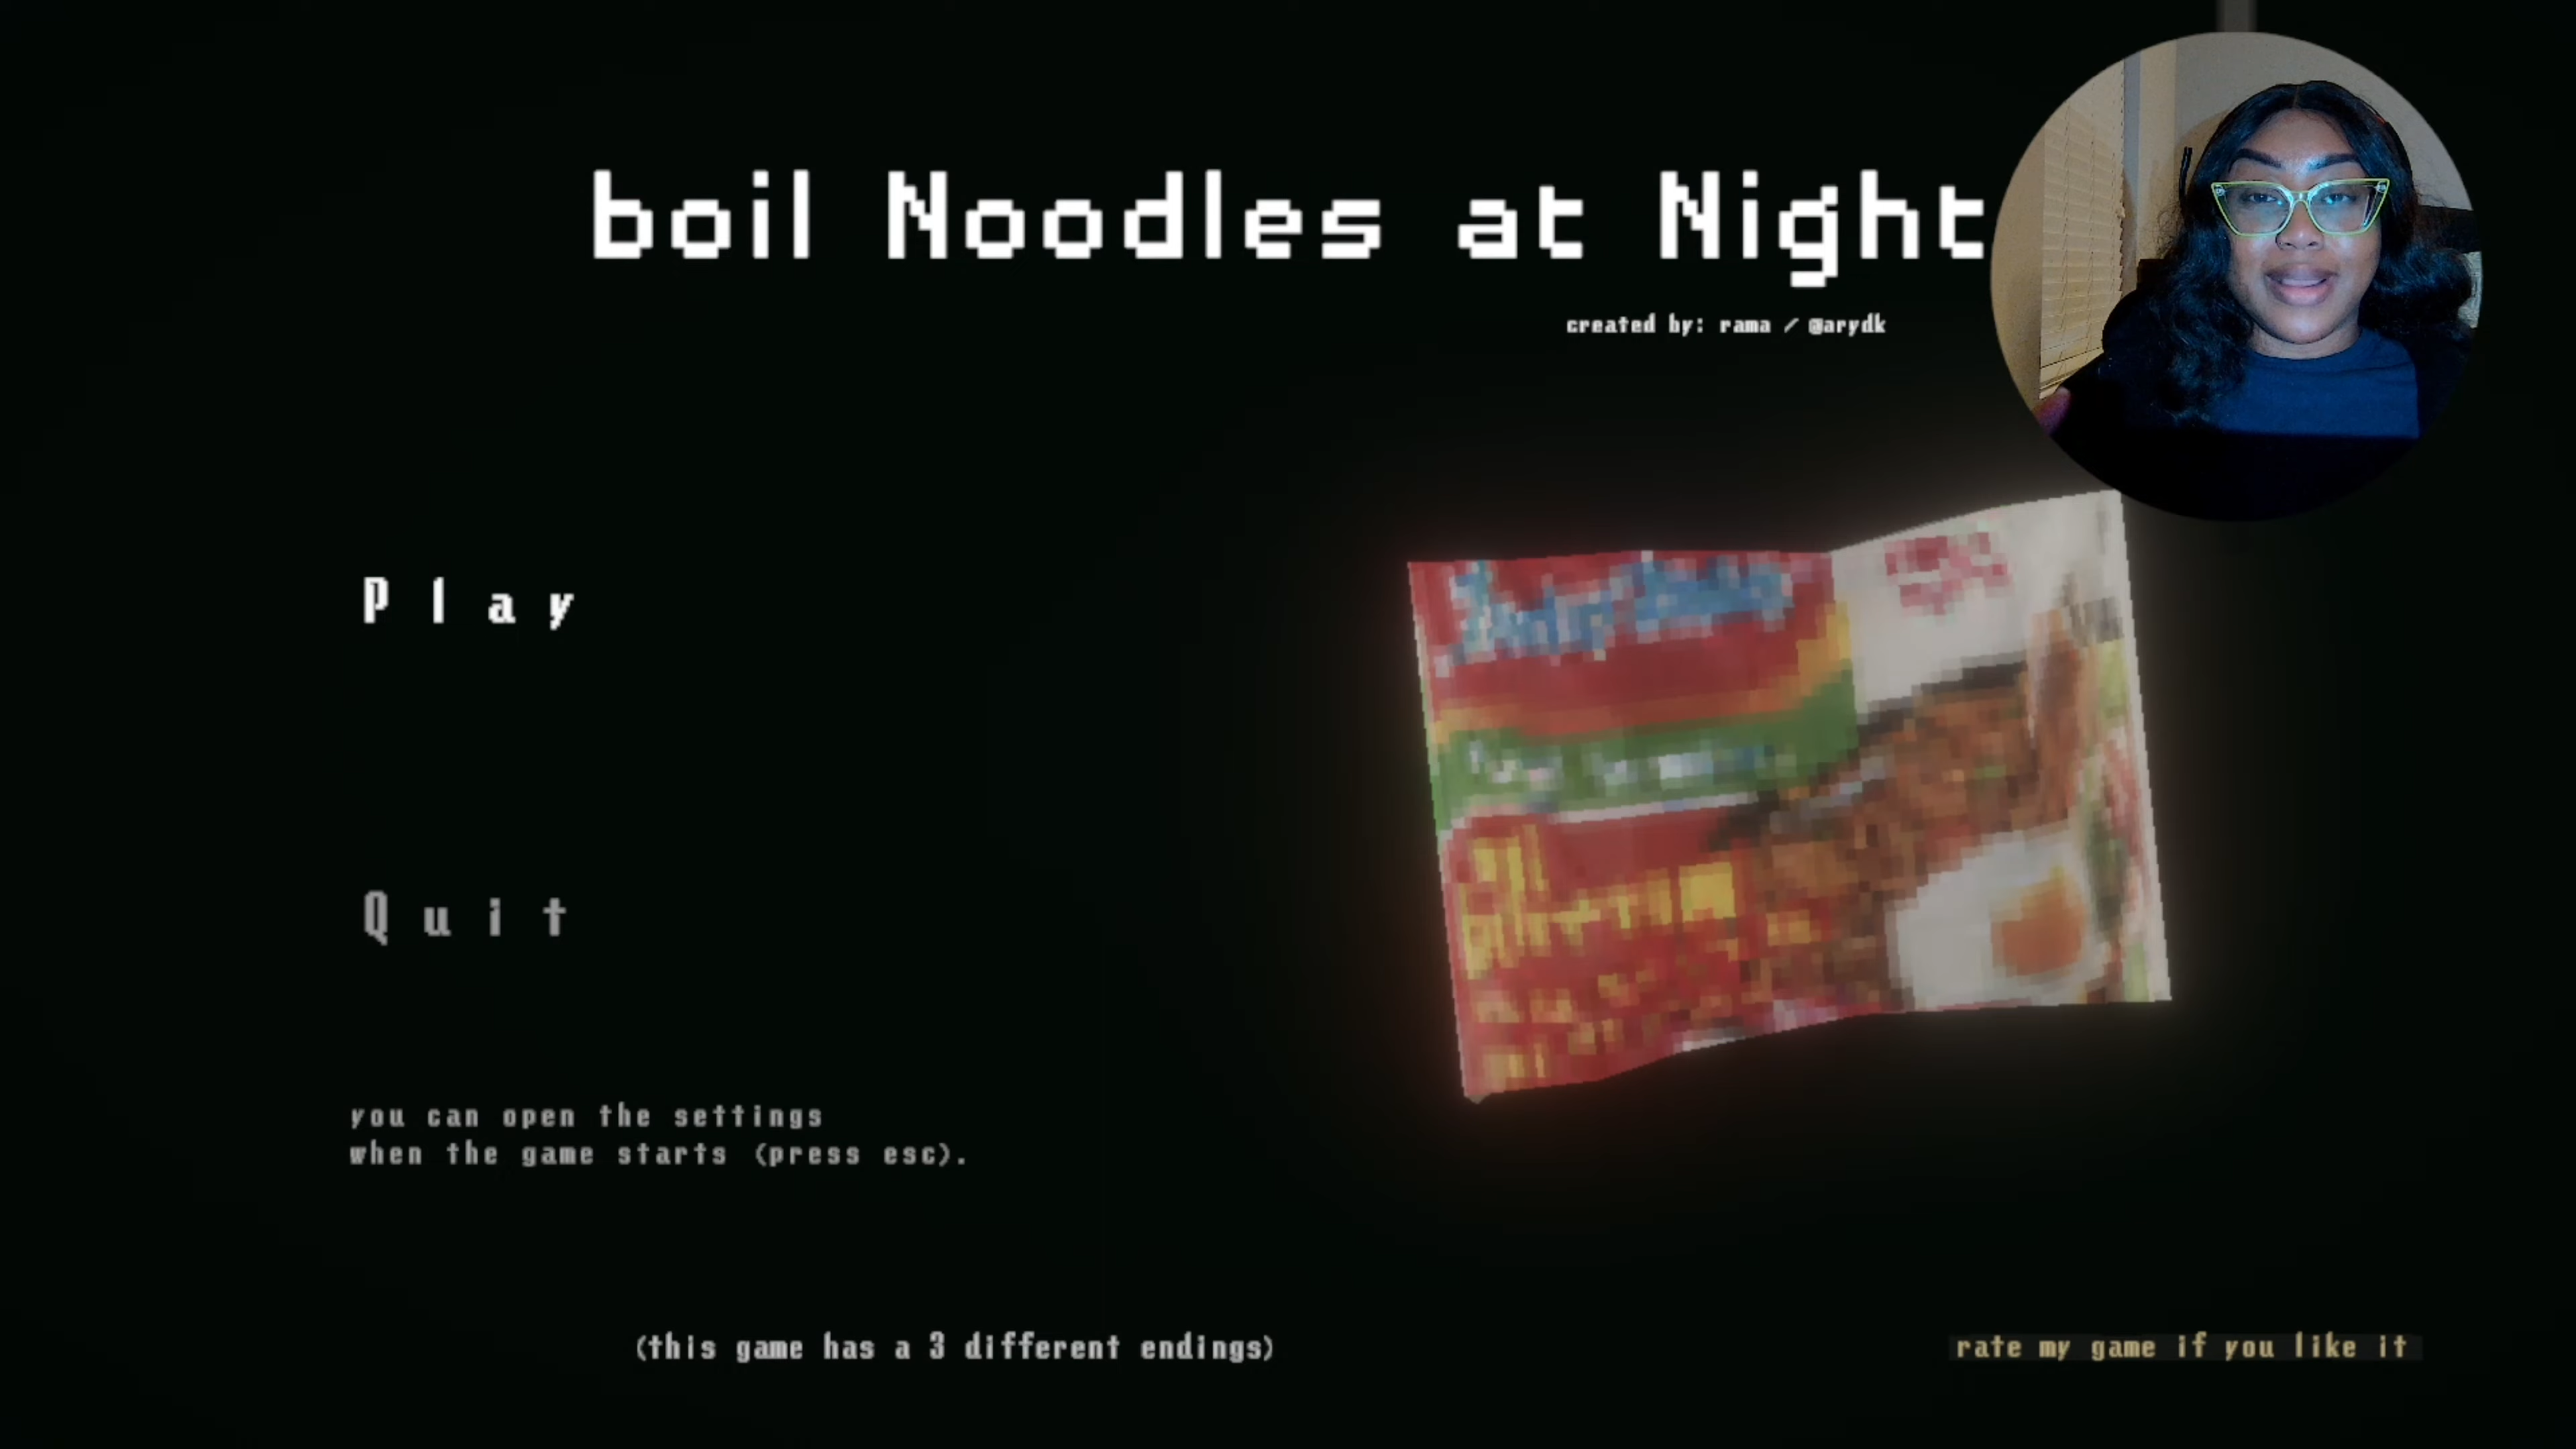 boil Noodles at Night
created by: rama / @arydk
Play
Quit
you can open the settings
when the game starts (press esc).
(this game has a 3 different endings)
rate my game if you like it